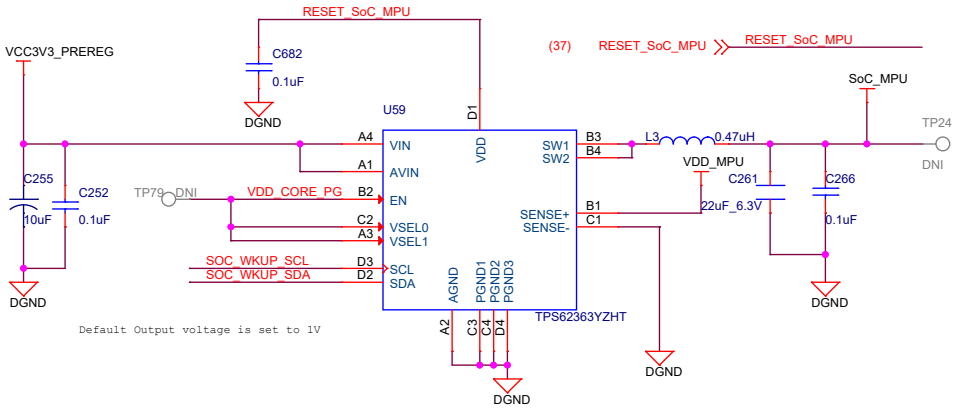 RESET_SoC_MPU
VCC3V3_PREREG
C682
0.1uF
DGND
(37) RESET_SoC_MPU RESET_SoC_MPU
SoC_MPU
U59
D1
VDD
A4 VIN
A1 AVIN
B2 EN
C2 VSEL0
A3 VSEL1
D3 SCL
D2 SDA
SW1 B3
SW2 B4
SENSE+ B1
SENSE- C1
AGND
PGND1
PGND2
PGND3
A2
C3
C4
D4
TPS62363YZHT
L3 0.47uH
VDD_MPU
TP24
DNI
C261
22uF_6.3V
C266
0.1uF
DGND
C255
10uF
C252
0.1uF
DGND
TP79 DNI
VDD_CORE_PG
SOC_WKUP_SCL
SOC_WKUP_SDA
Default Output voltage is set to 1V
DGND
DGND